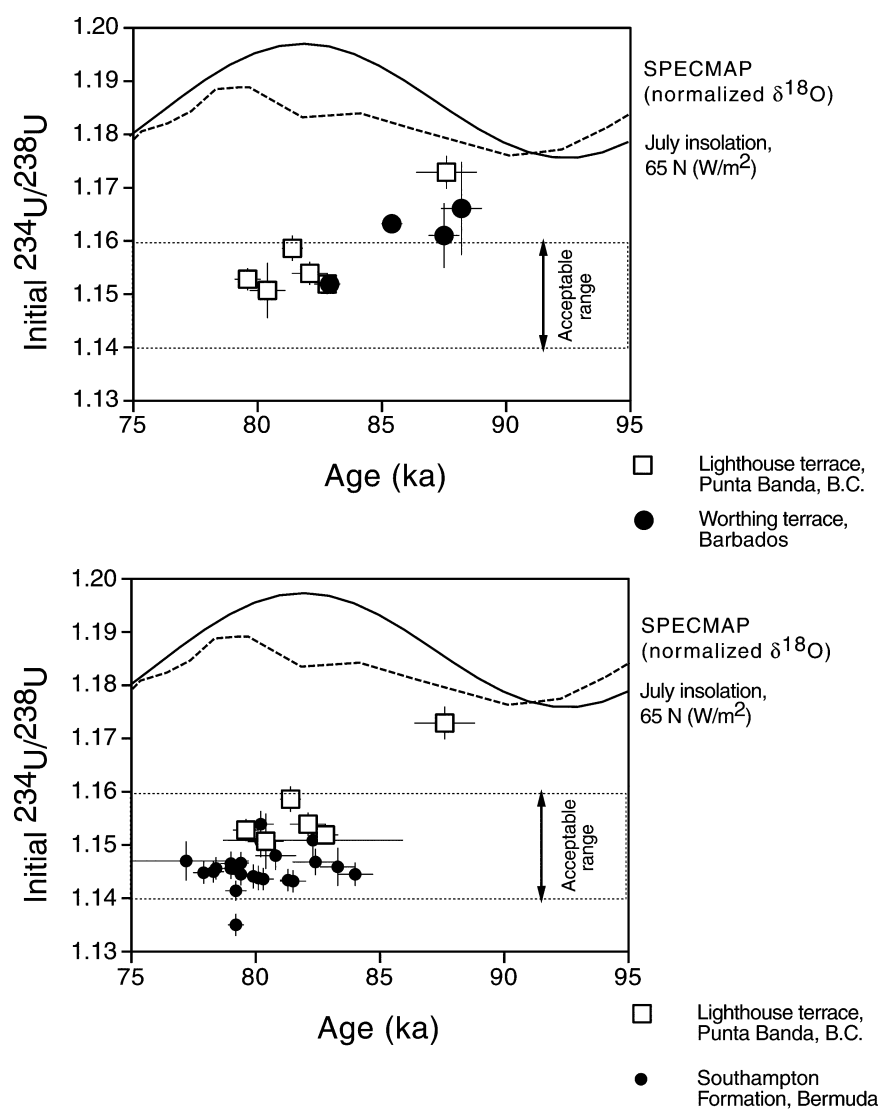 1.20
1.19
1.18
1.17
1.16
1.15
1.14
1.13
Initial 234U/238U
75
80
85
90
95
Age (ka)
SPECMAP
(normalized δ18O)
July insolation,
65 N (W/m2)
Acceptable
range
Lighthouse terrace,
Punta Banda, B.C.
Worthing terrace,
Barbados
1.20
1.19
1.18
1.17
1.16
1.15
1.14
1.13
Initial 234U/238U
75
80
85
90
95
Age (ka)
SPECMAP
(normalized δ18O)
July insolation,
65 N (W/m2)
Acceptable
range
Lighthouse terrace,
Punta Banda, B.C.
Southampton
Formation, Bermuda